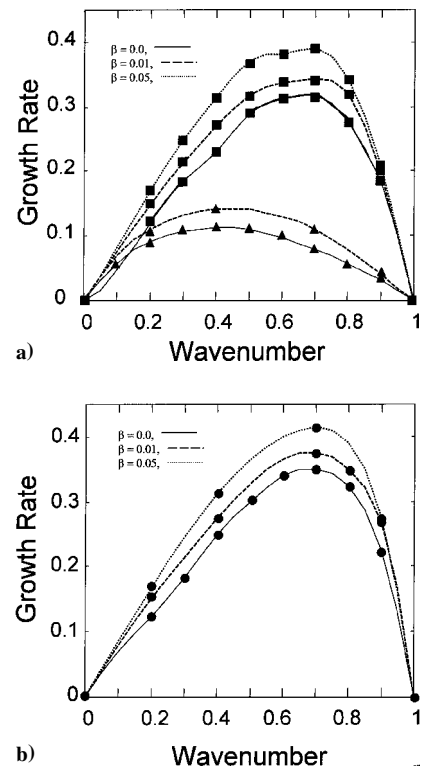 0.4
β = 0.0,
β = 0.01,
β = 0.05,
0.3
Growth Rate
0.2
0.1
0
0 0.2 0.4 0.6 0.8 1
a)
Wavenumber
0.4
β = 0.0,
β = 0.01,
β = 0.05,
0.3
Growth Rate
0.2
0.1
0
0 0.2 0.4 0.6 0.8 1
b)
Wavenumber